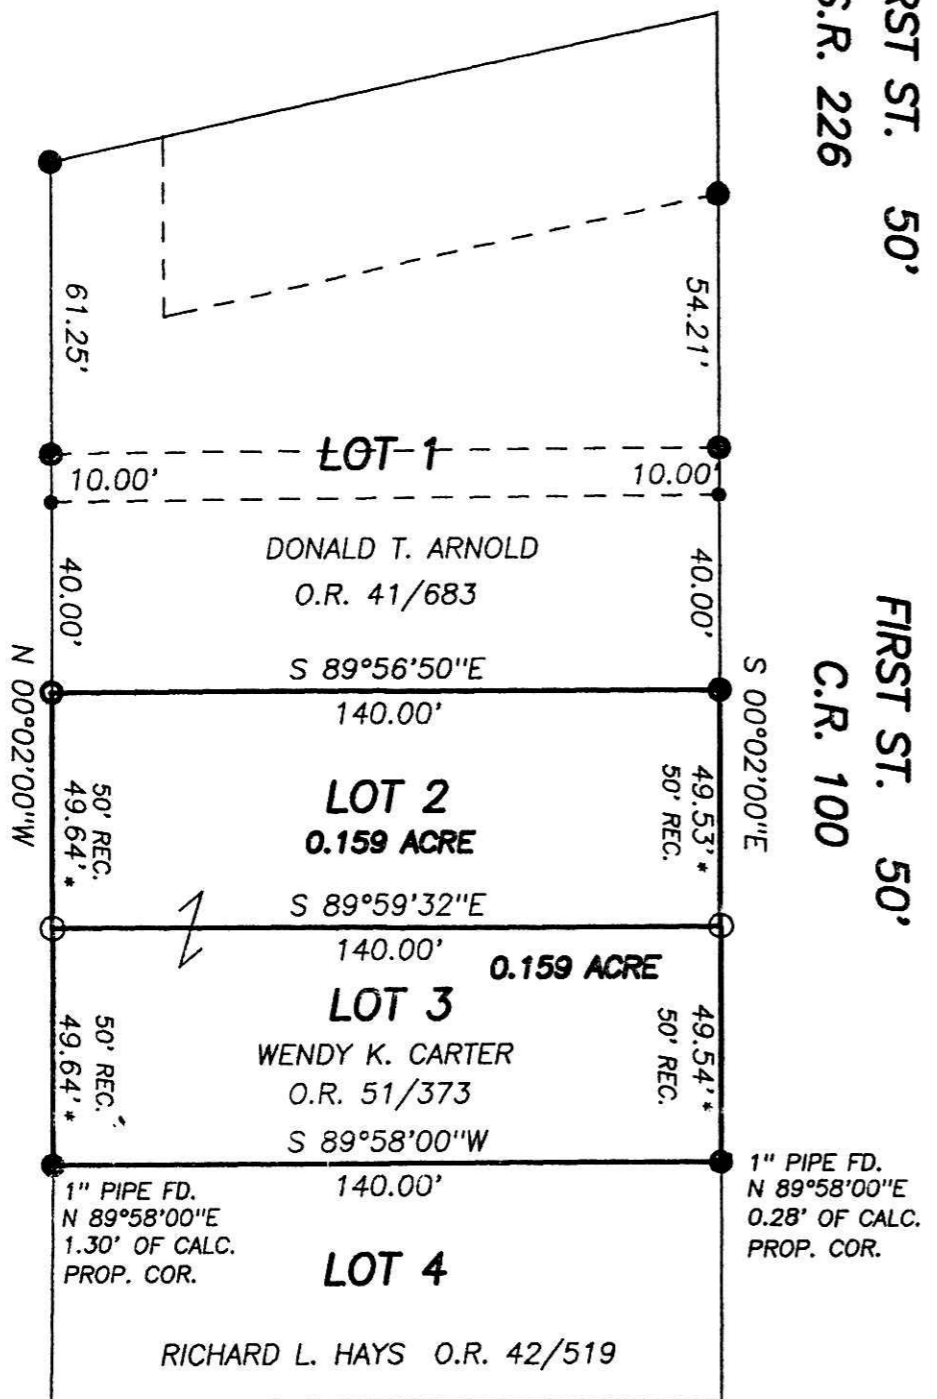 FIRST ST. 50'
C.R. 100
RST ST. 50'
S.R. 226
61.25'
54.21'
LOT 1
10.00'
10.00'
DONALD T. ARNOLD
O.R. 41/683
40.00'
40.00'
S 89°56'50"E
140.00'
N 00°02'00"W
S 00°02'00"E
LOT 2
0.159 ACRE
50' REC.
49.64'*
49.53'*
50' REC.
S 89°59'32"E
140.00'
0.159 ACRE
LOT 3
WENDY K. CARTER
O.R. 51/373
50' REC.
49.64'*
49.54'*
50' REC.
S 89°58'00"W
140.00'
1" PIPE FD.
N 89°58'00"E
1.30' OF CALC.
PROP. COR.
1" PIPE FD.
N 89°58'00"E
0.28' OF CALC.
PROP. COR.
LOT 4
RICHARD L. HAYS O.R. 42/519